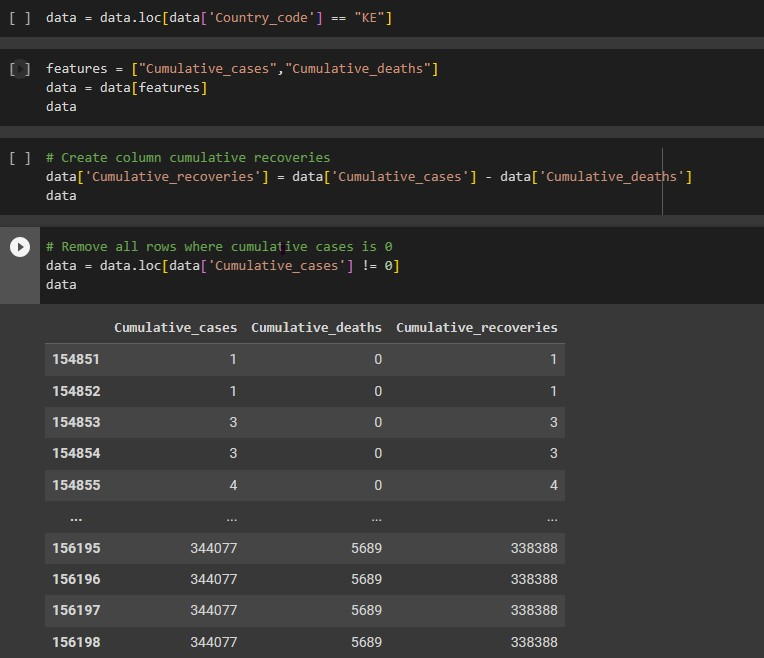 [ ] data = data.loc[data['Country_code'] == "KE"]
[ ] features = ["Cumulative_cases","Cumulative_deaths"]
data = data[features]
data
[ ] # Create column cumulative recoveries
data['Cumulative_recoveries'] = data['Cumulative_cases'] - data['Cumulative_deaths']
data
# Remove all rows where cumulative cases is 0
data = data.loc[data['Cumulative_cases'] != 0]
data
Cumulative_cases Cumulative_deaths Cumulative_recoveries
154851 1 0 1
154852 1 0 1
154853 3 0 3
154854 3 0 3
154855 4 0 4
... ... ... ...
156195 344077 5689 338388
156196 344077 5689 338388
156197 344077 5689 338388
156198 344077 5689 338388